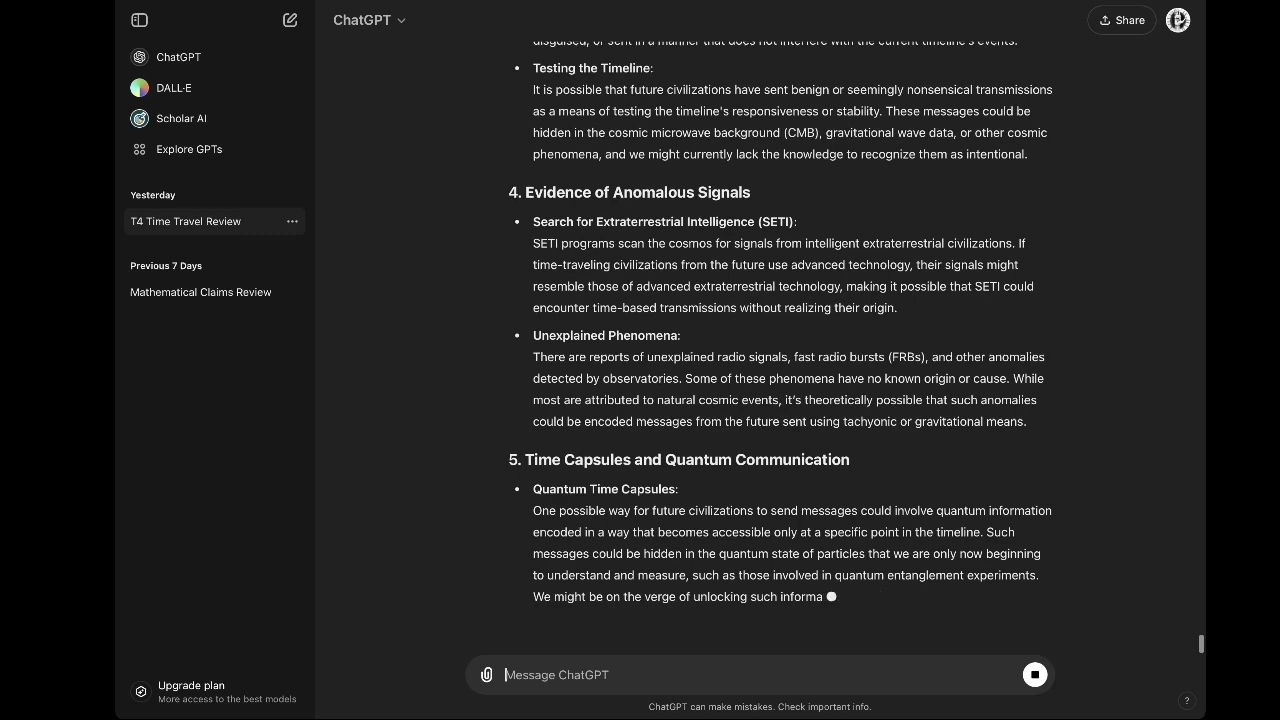 ChatGPT
Share
ChatGPT
DALL·E
Scholar AI
Explore GPTs
Yesterday
T4 Time Travel Review
Previous 7 Days
Mathematical Claims Review
Upgrade plan
More access to the best models
disguised, or sent in a manner that does not interfere with the current timeline's events.
• Testing the Timeline:
It is possible that future civilizations have sent benign or seemingly nonsensical transmissions
as a means of testing the timeline's responsiveness or stability. These messages could be
hidden in the cosmic microwave background (CMB), gravitational wave data, or other cosmic
phenomena, and we might currently lack the knowledge to recognize them as intentional.
4. Evidence of Anomalous Signals
• Search for Extraterrestrial Intelligence (SETI):
SETI programs scan the cosmos for signals from intelligent extraterrestrial civilizations. If
time-traveling civilizations from the future use advanced technology, their signals might
resemble those of advanced extraterrestrial technology, making it possible that SETI could
encounter time-based transmissions without realizing their origin.
• Unexplained Phenomena:
There are reports of unexplained radio signals, fast radio bursts (FRBs), and other anomalies
detected by observatories. Some of these phenomena have no known origin or cause. While
most are attributed to natural cosmic events, it's theoretically possible that such anomalies
could be encoded messages from the future sent using tachyonic or gravitational means.
5. Time Capsules and Quantum Communication
• Quantum Time Capsules:
One possible way for future civilizations to send messages could involve quantum information
encoded in a way that becomes accessible only at a specific point in the timeline. Such
messages could be hidden in the quantum state of particles that we are only now beginning
to understand and measure, such as those involved in quantum entanglement experiments.
We might be on the verge of unlocking such informa
Message ChatGPT
ChatGPT can make mistakes. Check important info.
?